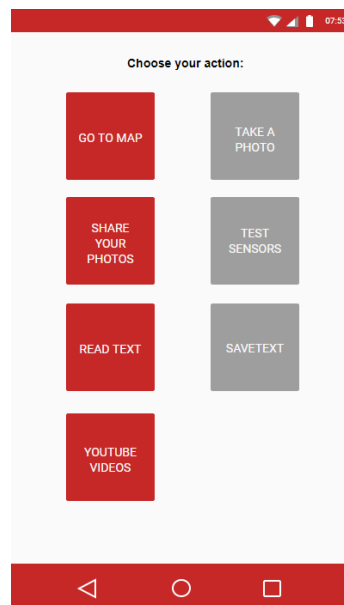 07:53
Choose your action:
GO TO MAP
TAKE A
PHOTO
SHARE
YOUR
PHOTOS
TEST
SENSORS
READ TEXT
SAVETEXT
YOUTUBE
VIDEOS